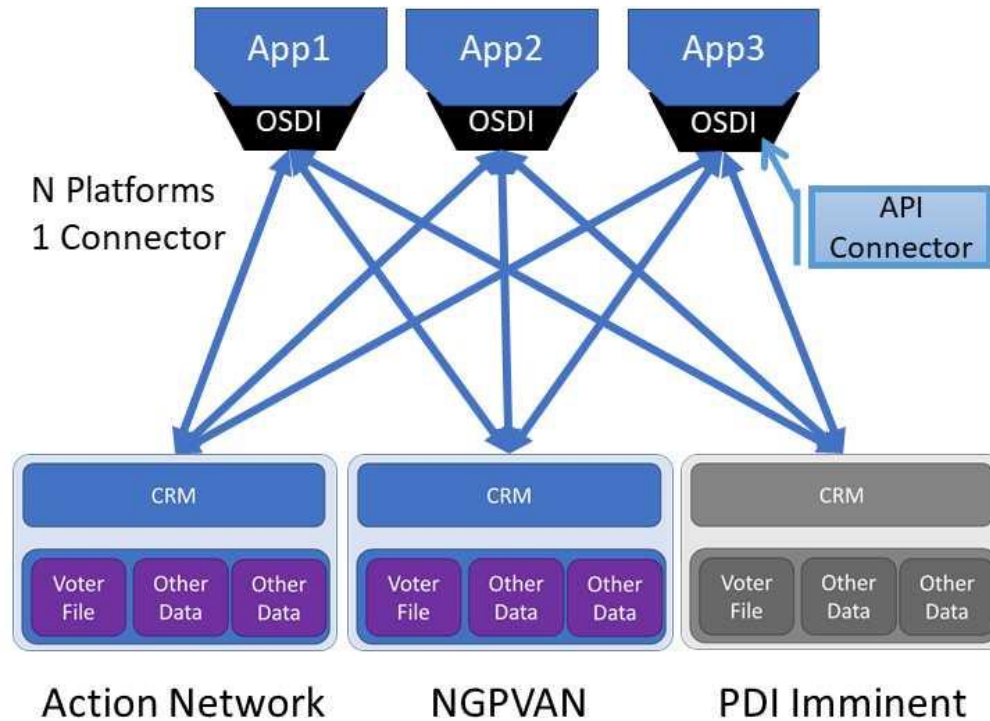 App1
App2
App3
OSDI
OSDI
OSDI
N Platforms
1 Connector
API
Connector
CRM
CRM
CRM
Voter
File
Other
Data
Other
Data
Voter
File
Other
Data
Other
Data
Voter
File
Other
Data
Other
Data
Action Network
NGPVAN
PDI Imminent